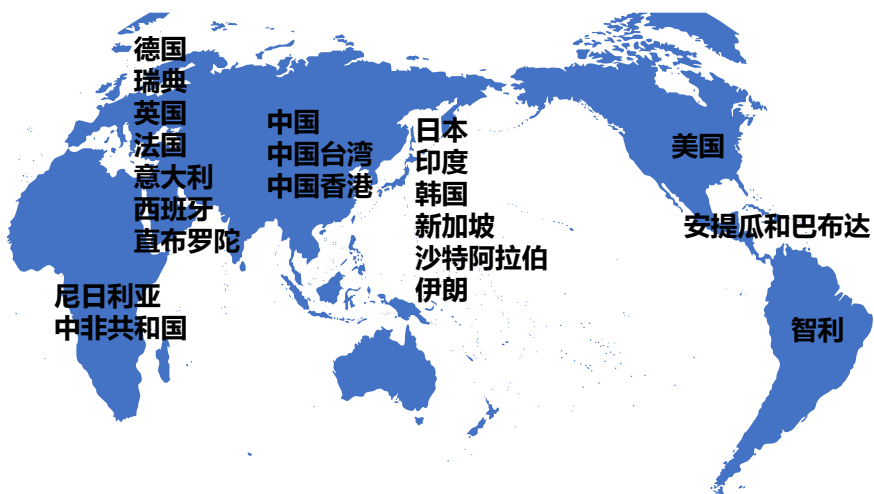 德国
瑞典
英国
法国
意大利
西班牙
直布罗陀
尼日利亚
中非共和国
中国
中国台湾
中国香港
日本
印度
韩国
新加坡
沙特阿拉伯
伊朗
美国
安提瓜和巴布达
智利